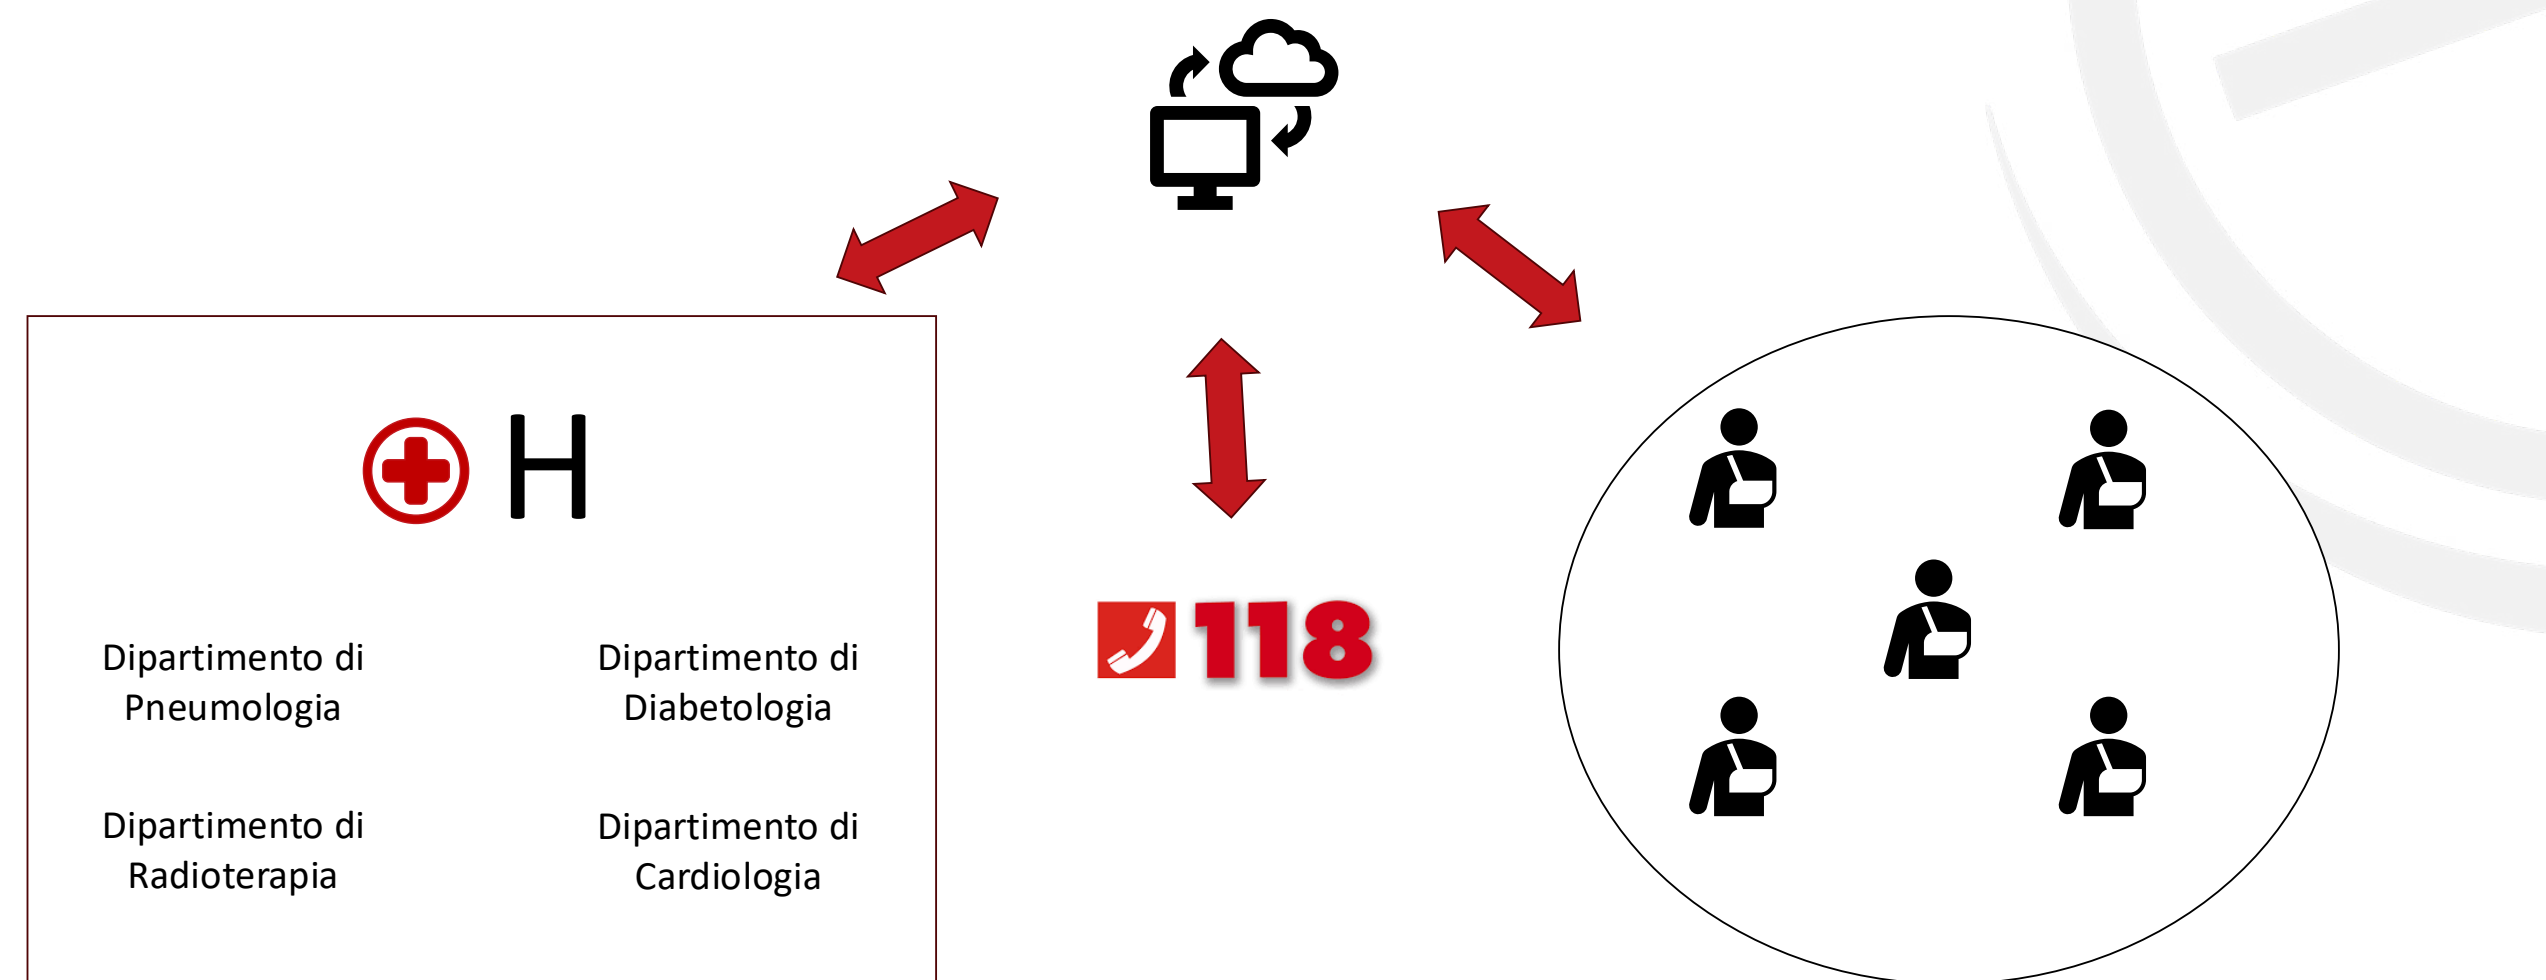 H
Dipartimento di
Pneumologia
Dipartimento di
Diabetologia
Dipartimento di
Radioterapia
Dipartimento di
Cardiologia
118